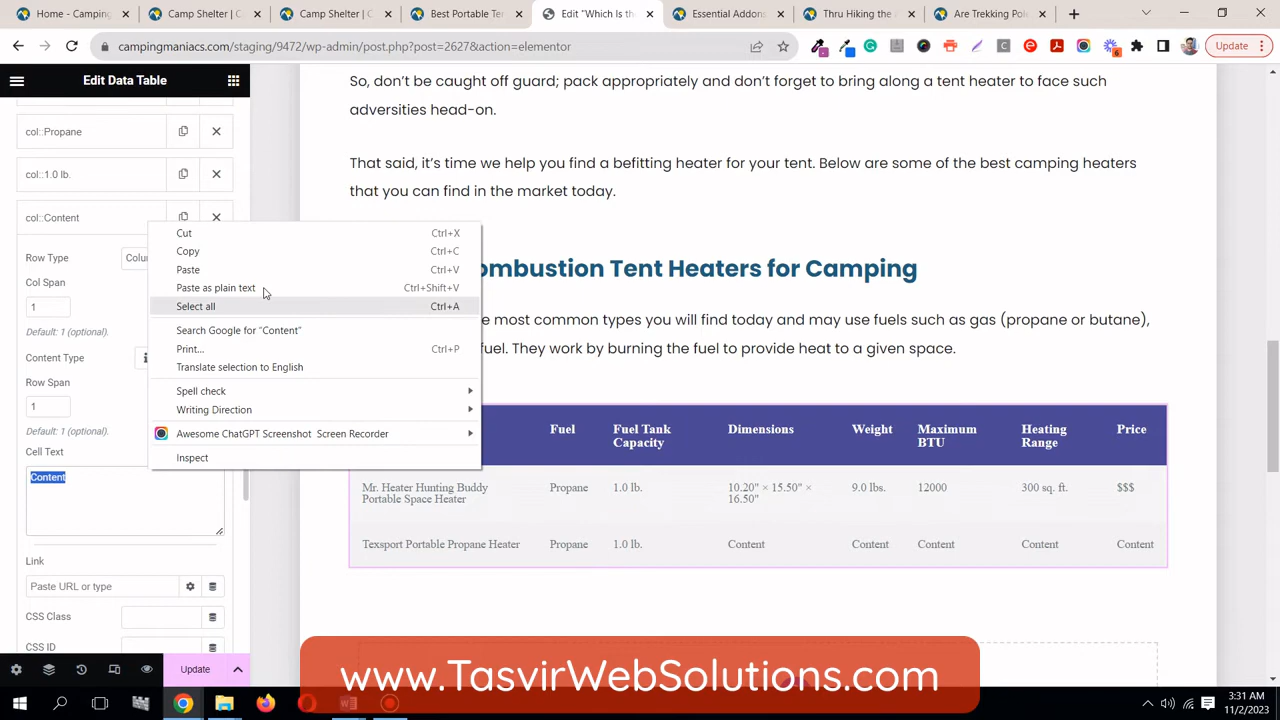 Home - Camp
Camp Shelter | C
Camp Shelter | C
Best Portable Ten
Edit "Which Is th
Essential Addons
Thru Hiking the
Are Trekking Pole
campingmaniacs.com/staging/9472/wp-admin/post.php?post=2627&action=elementor
Update
Edit Data Table
col::Propane
col::1.0 lb.
col::Content
Row Type
Colu
Col Span
1
Default: 1 (optional).
Content Type
Row Span
1
Default: 1 (optional).
Cell Text
Content
Link
Paste URL or type
CSS Class
CSS ID
Update
Cut Ctrl+X
Copy Ctrl+C
Paste Ctrl+V
Paste as plain text Ctrl+Shift+V
Select all Ctrl+A
Search Google for "Content"
Print... Ctrl+P
Translate selection to English
Spell check
Writing Direction
Awesome ChatGPT Screenshot Screen Recorder
Inspect
So, don't be caught off guard; pack appropriately and don't forget to bring along a tent heater to face such
adversities head-on.
That said, it's time we help you find a befitting heater for your tent. Below are some of the best camping heaters
that you can find in the market today.
ombustion Tent Heaters for Camping
e most common types you will find today and may use fuels such as gas (propane or butane),
fuel. They work by burning the fuel to provide heat to a given space.
Fuel Fuel Tank Capacity Dimensions Weight Maximum BTU Heating Range Price
Mr. Heater Hunting Buddy Portable Space Heater Propane 1.0 lb. 10.20" × 15.50" × 16.50" 9.0 lbs. 12000 300 sq. ft. $$$
Texsport Portable Propane Heater Propane 1.0 lb. Content Content Content Content Content
www.TasvirWebSolutions.com
3:31 AM
11/2/2023